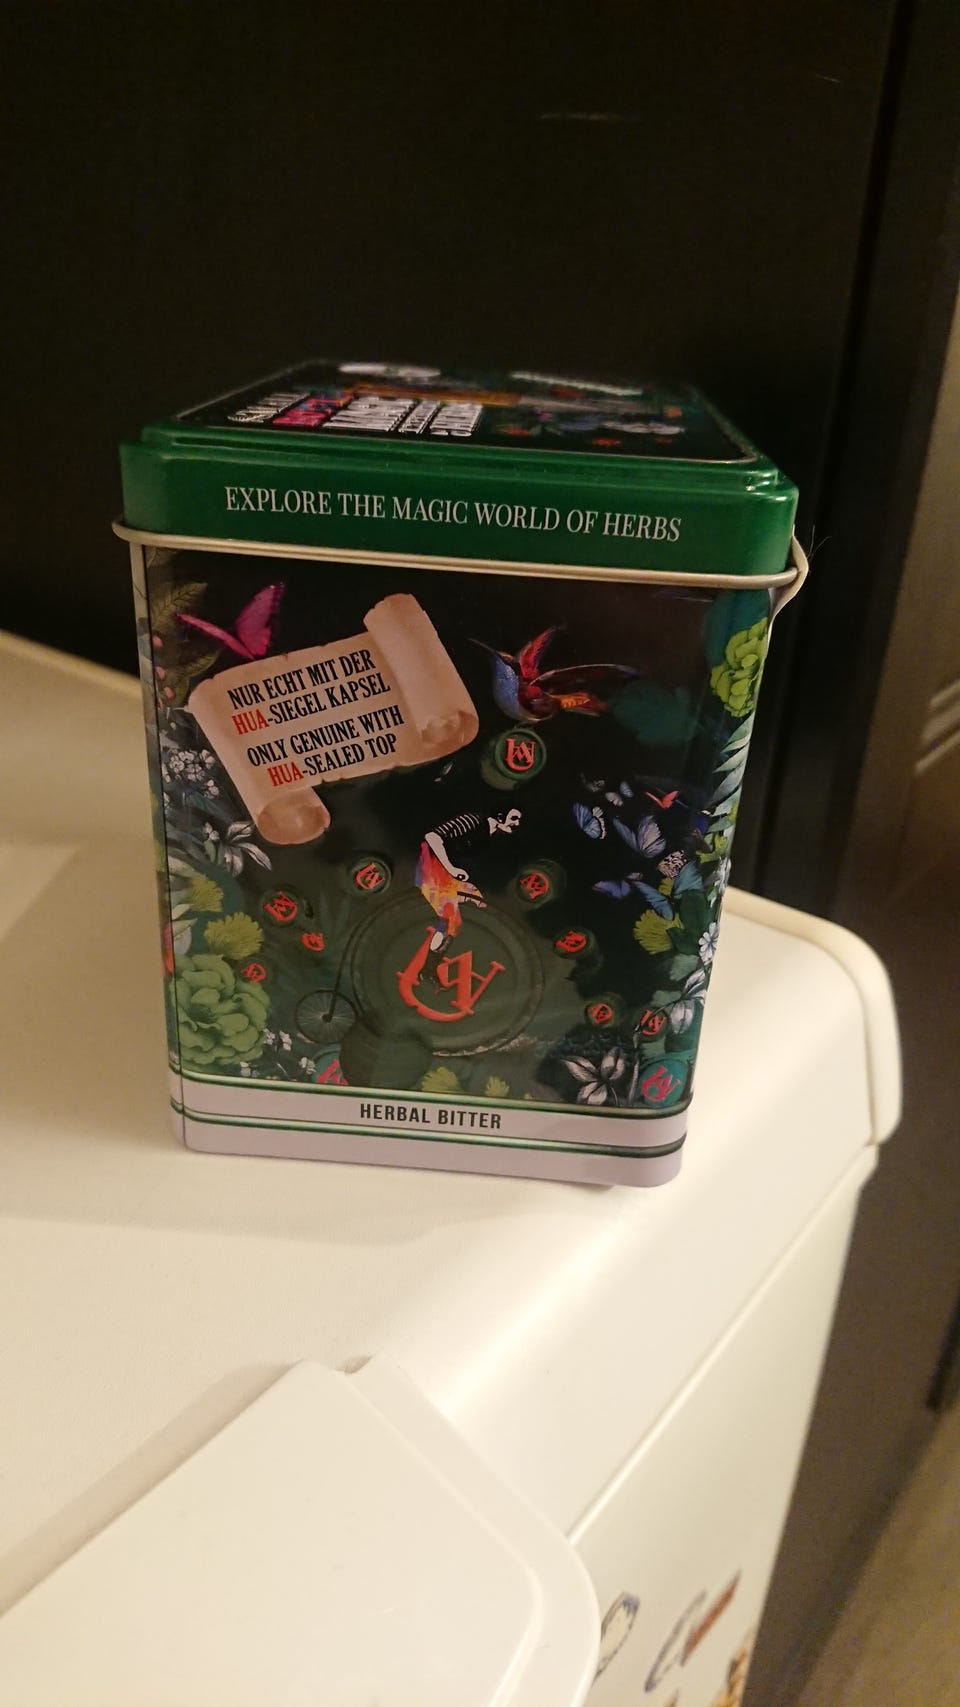 EXPLORE THE MAGIC WORLD OF HERBS
NUR ECHT MIT DER
HUA-SIEGEL KAPSEL
ONLY GENUINE WITH
HUA-SEALED TOP
HERBAL BITTER